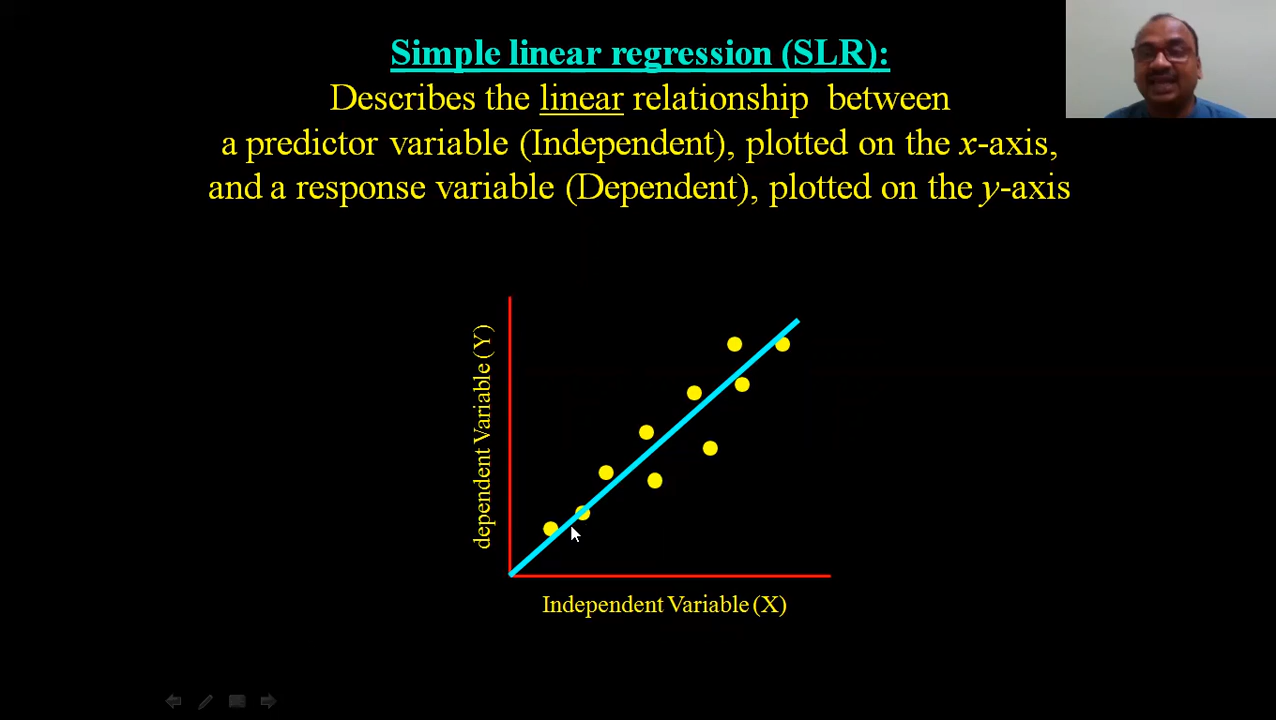 Simple linear regression (SLR):
Describes the linear relationship between
a predictor variable (Independent), plotted on the x-axis,
and a response variable (Dependent), plotted on the y-axis
dependent Variable (Y)
Independent Variable (X)